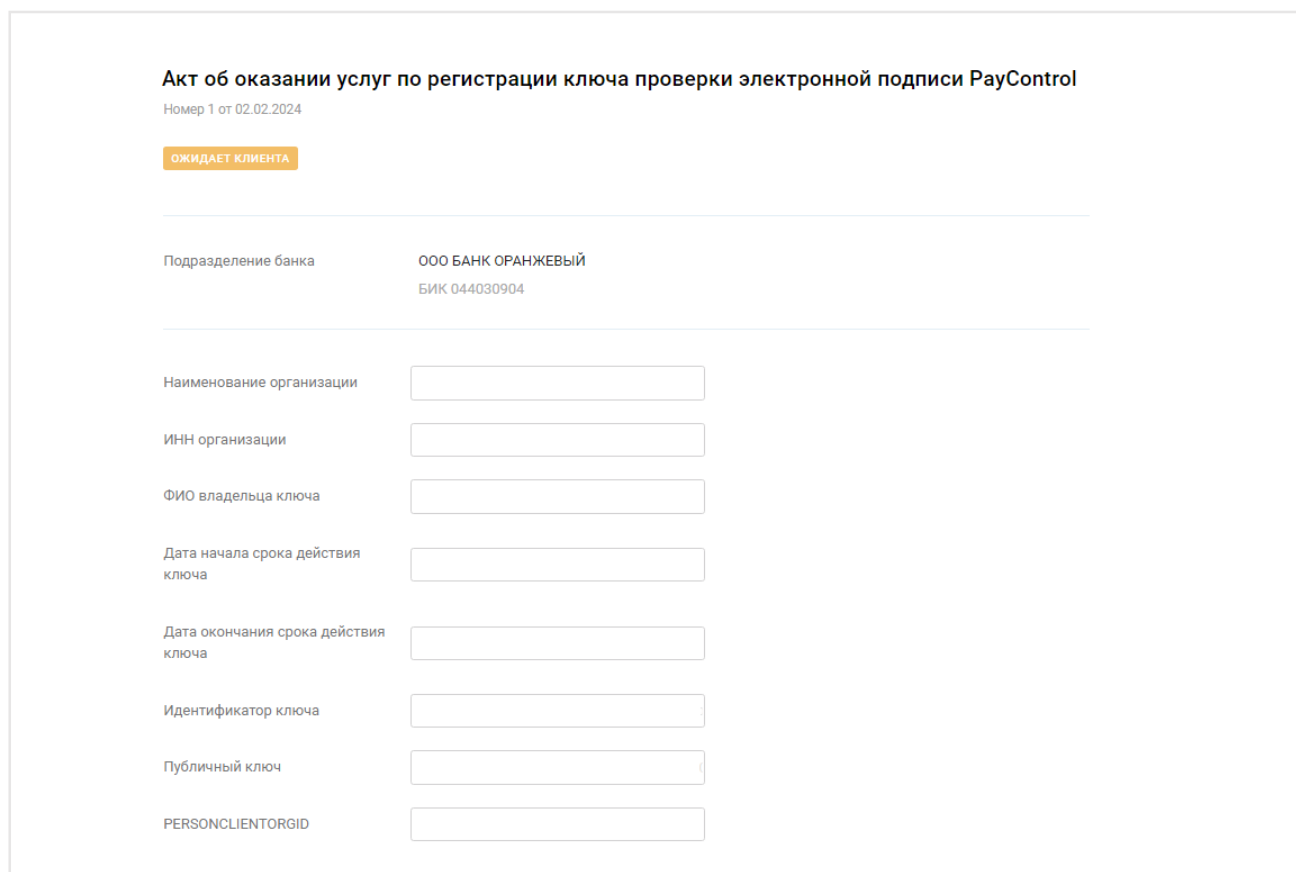 Акт об оказании услуг по регистрации ключа проверки электронной подписи PayControl
Номер 1 от 02.02.2024
ОЖИДАЕТ КЛИЕНТА
Подразделение банка
ООО БАНК ОРАНЖЕВЫЙ
БИК 044030904
Наименование организации
ИНН организации
ФИО владельца ключа
Дата начала срока действия
ключа
Дата окончания срока действия
ключа
Идентификатор ключа
Публичный ключ
PERSONCLIENTORGID